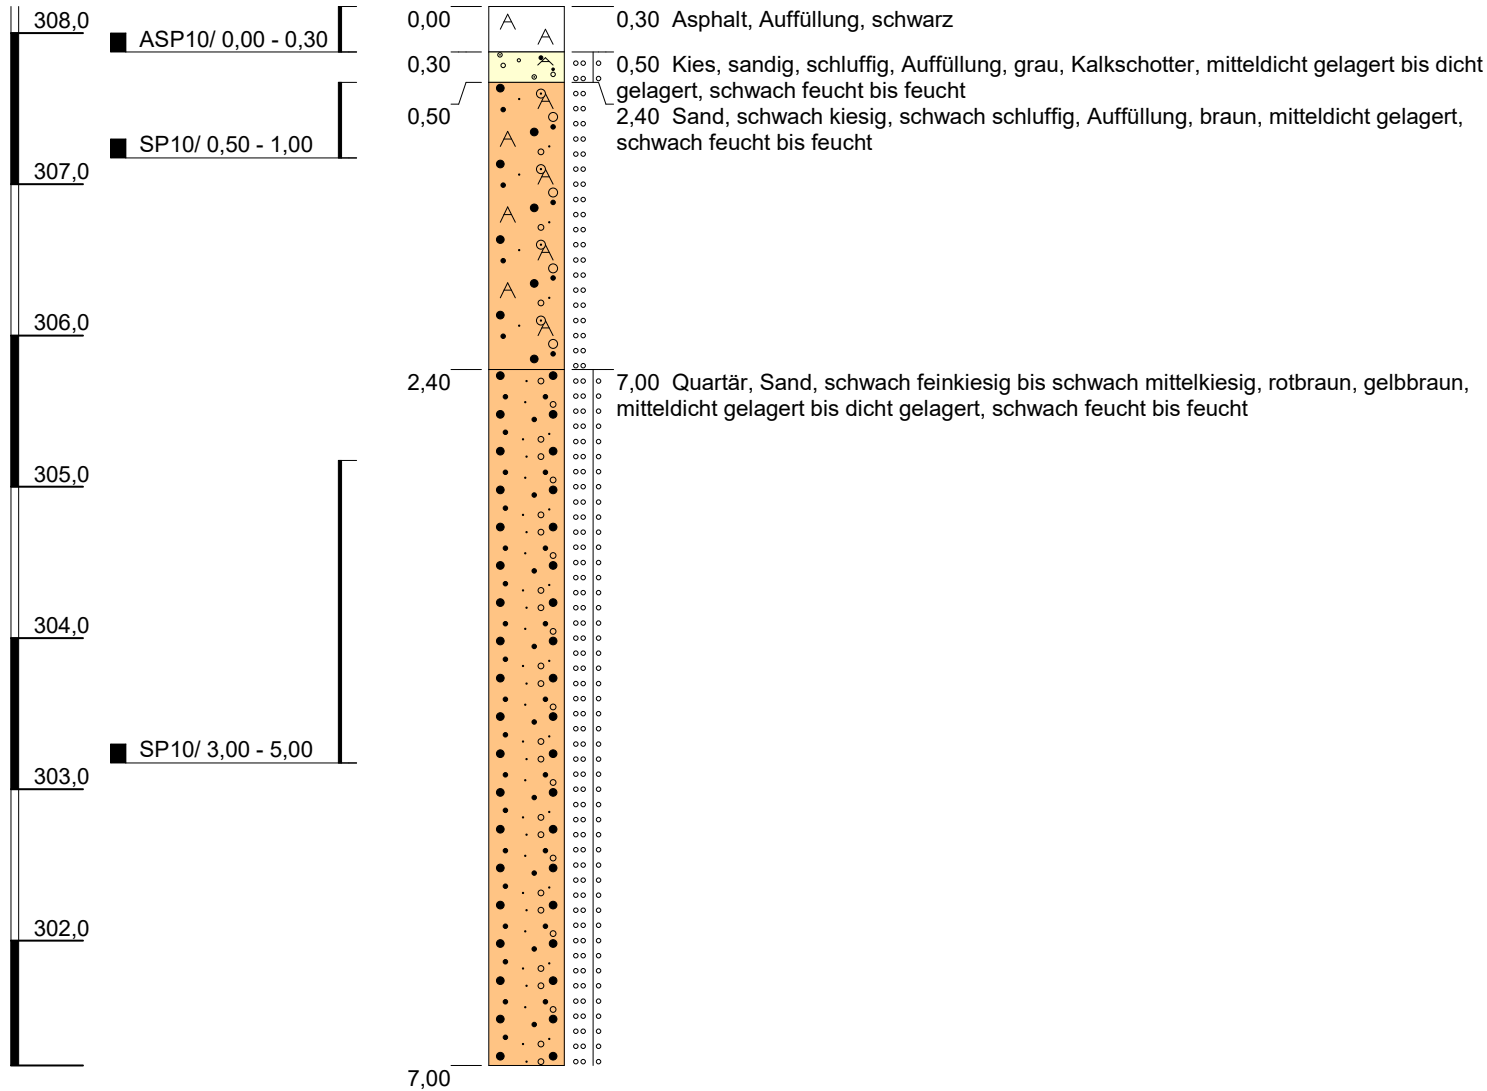 308,0
ASP10/ 0,00 - 0,30
0,00
0,30 Asphalt, Auffüllung, schwarz
0,30
0,50 Kies, sandig, schluffig, Auffüllung, grau, Kalkschotter, mitteldicht gelagert bis dicht
gelagert, schwach feucht bis feucht
0,50
2,40 Sand, schwach kiesig, schwach schluffig, Auffüllung, braun, mitteldicht gelagert,
schwach feucht bis feucht
SP10/ 0,50 - 1,00
307,0
306,0
2,40
7,00 Quartär, Sand, schwach feinkiesig bis schwach mittelkiesig, rotbraun, gelbbraun,
mitteldicht gelagert bis dicht gelagert, schwach feucht bis feucht
305,0
304,0
SP10/ 3,00 - 5,00
303,0
302,0
7,00